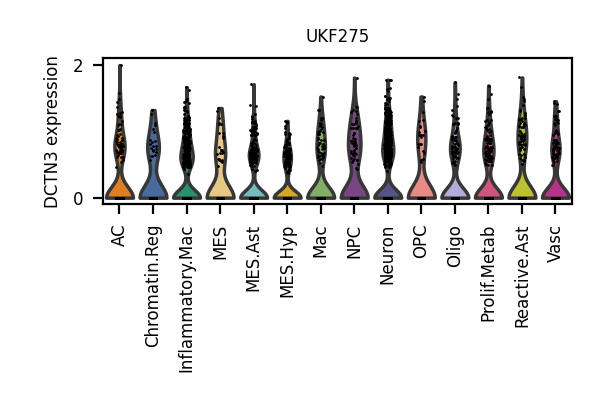 UKF275
DCTN3 expression
2
0
AC
Chromatin.Reg
Inflammatory.Mac
MES
MES.Ast
MES.Hyp
Mac
NPC
Neuron
OPC
Oligo
Prolif.Metab
Reactive.Ast
Vasc